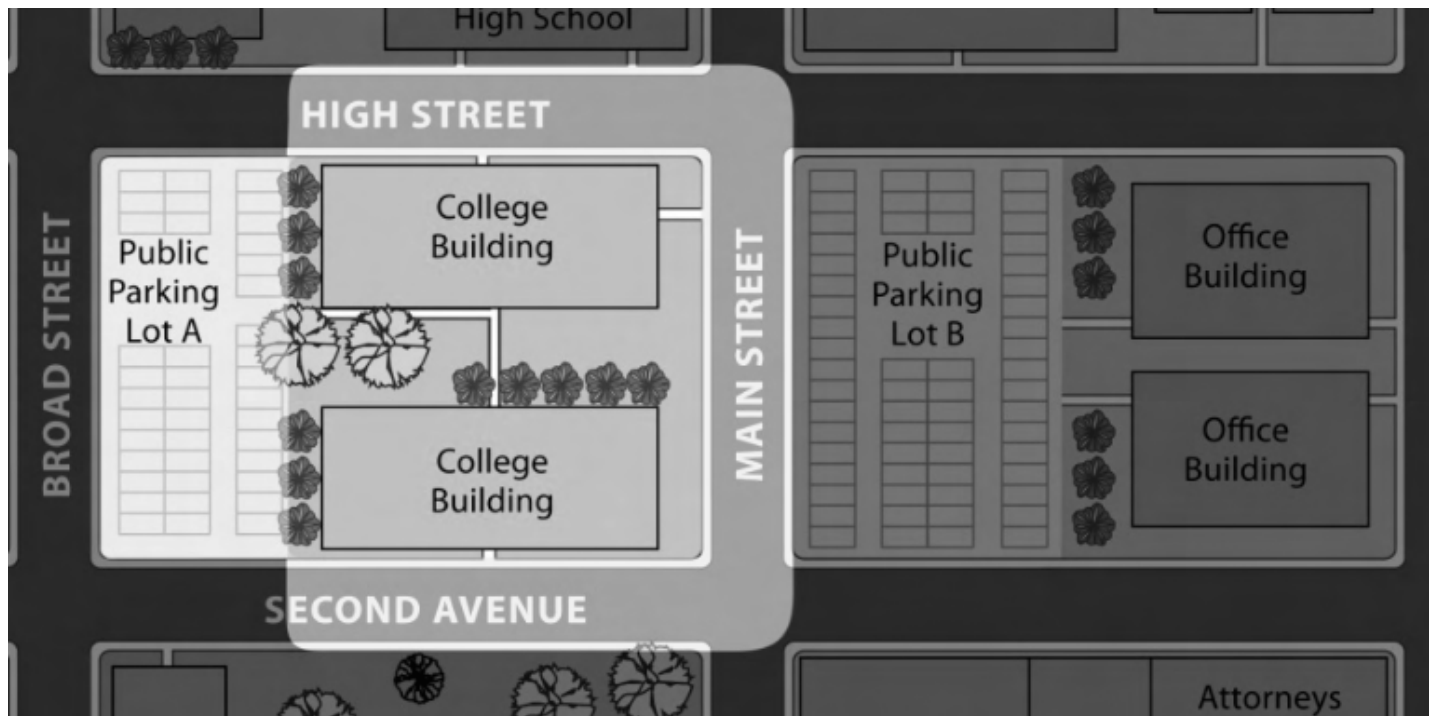 High School
HIGH STREET
College
Building
Public
Parking
Lot A
BROAD STREET
MAIN STREET
Public
Parking
Lot B
Office
Building
College
Building
Office
Building
SECOND AVENUE
Attorneys